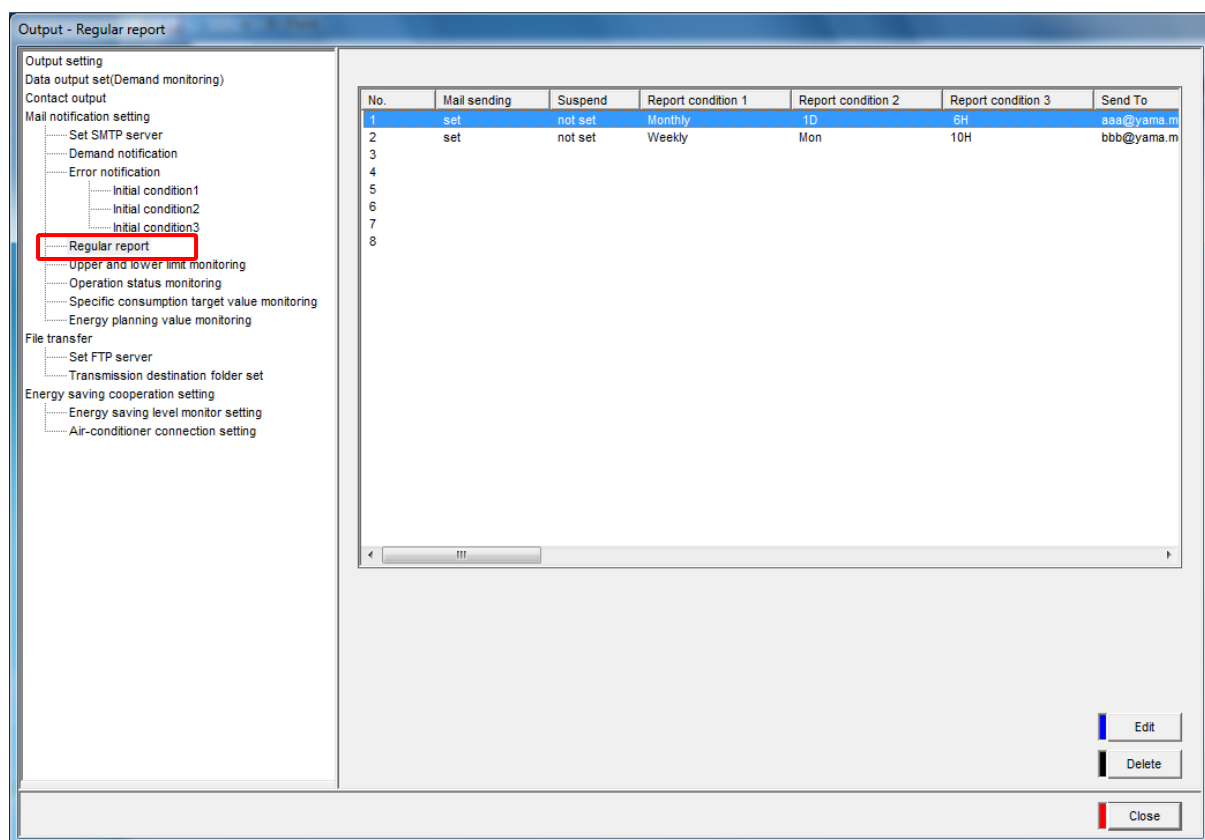 Output - Regular report
Output setting
Data output set(Demand monitoring)
Contact output
Mail notification setting
Set SMTP server
Demand notification
Error notification
Initial condition1
Initial condition2
Initial condition3
Regular report
Upper and lower limit monitoring
Operation status monitoring
Specific consumption target value monitoring
Energy planning value monitoring
File transfer
Set FTP server
Transmission destination folder set
Energy saving cooperation setting
Energy saving level monitor setting
Air-conditioner connection setting
No. Mail sending Suspend Report condition 1 Report condition 2 Report condition 3 Send To
1 set not set Monthly 1D 6H aaa@yama.m
2 set not set Weekly Mon 10H bbb@yama.m
3
4
5
6
7
8
Edit
Delete
Close